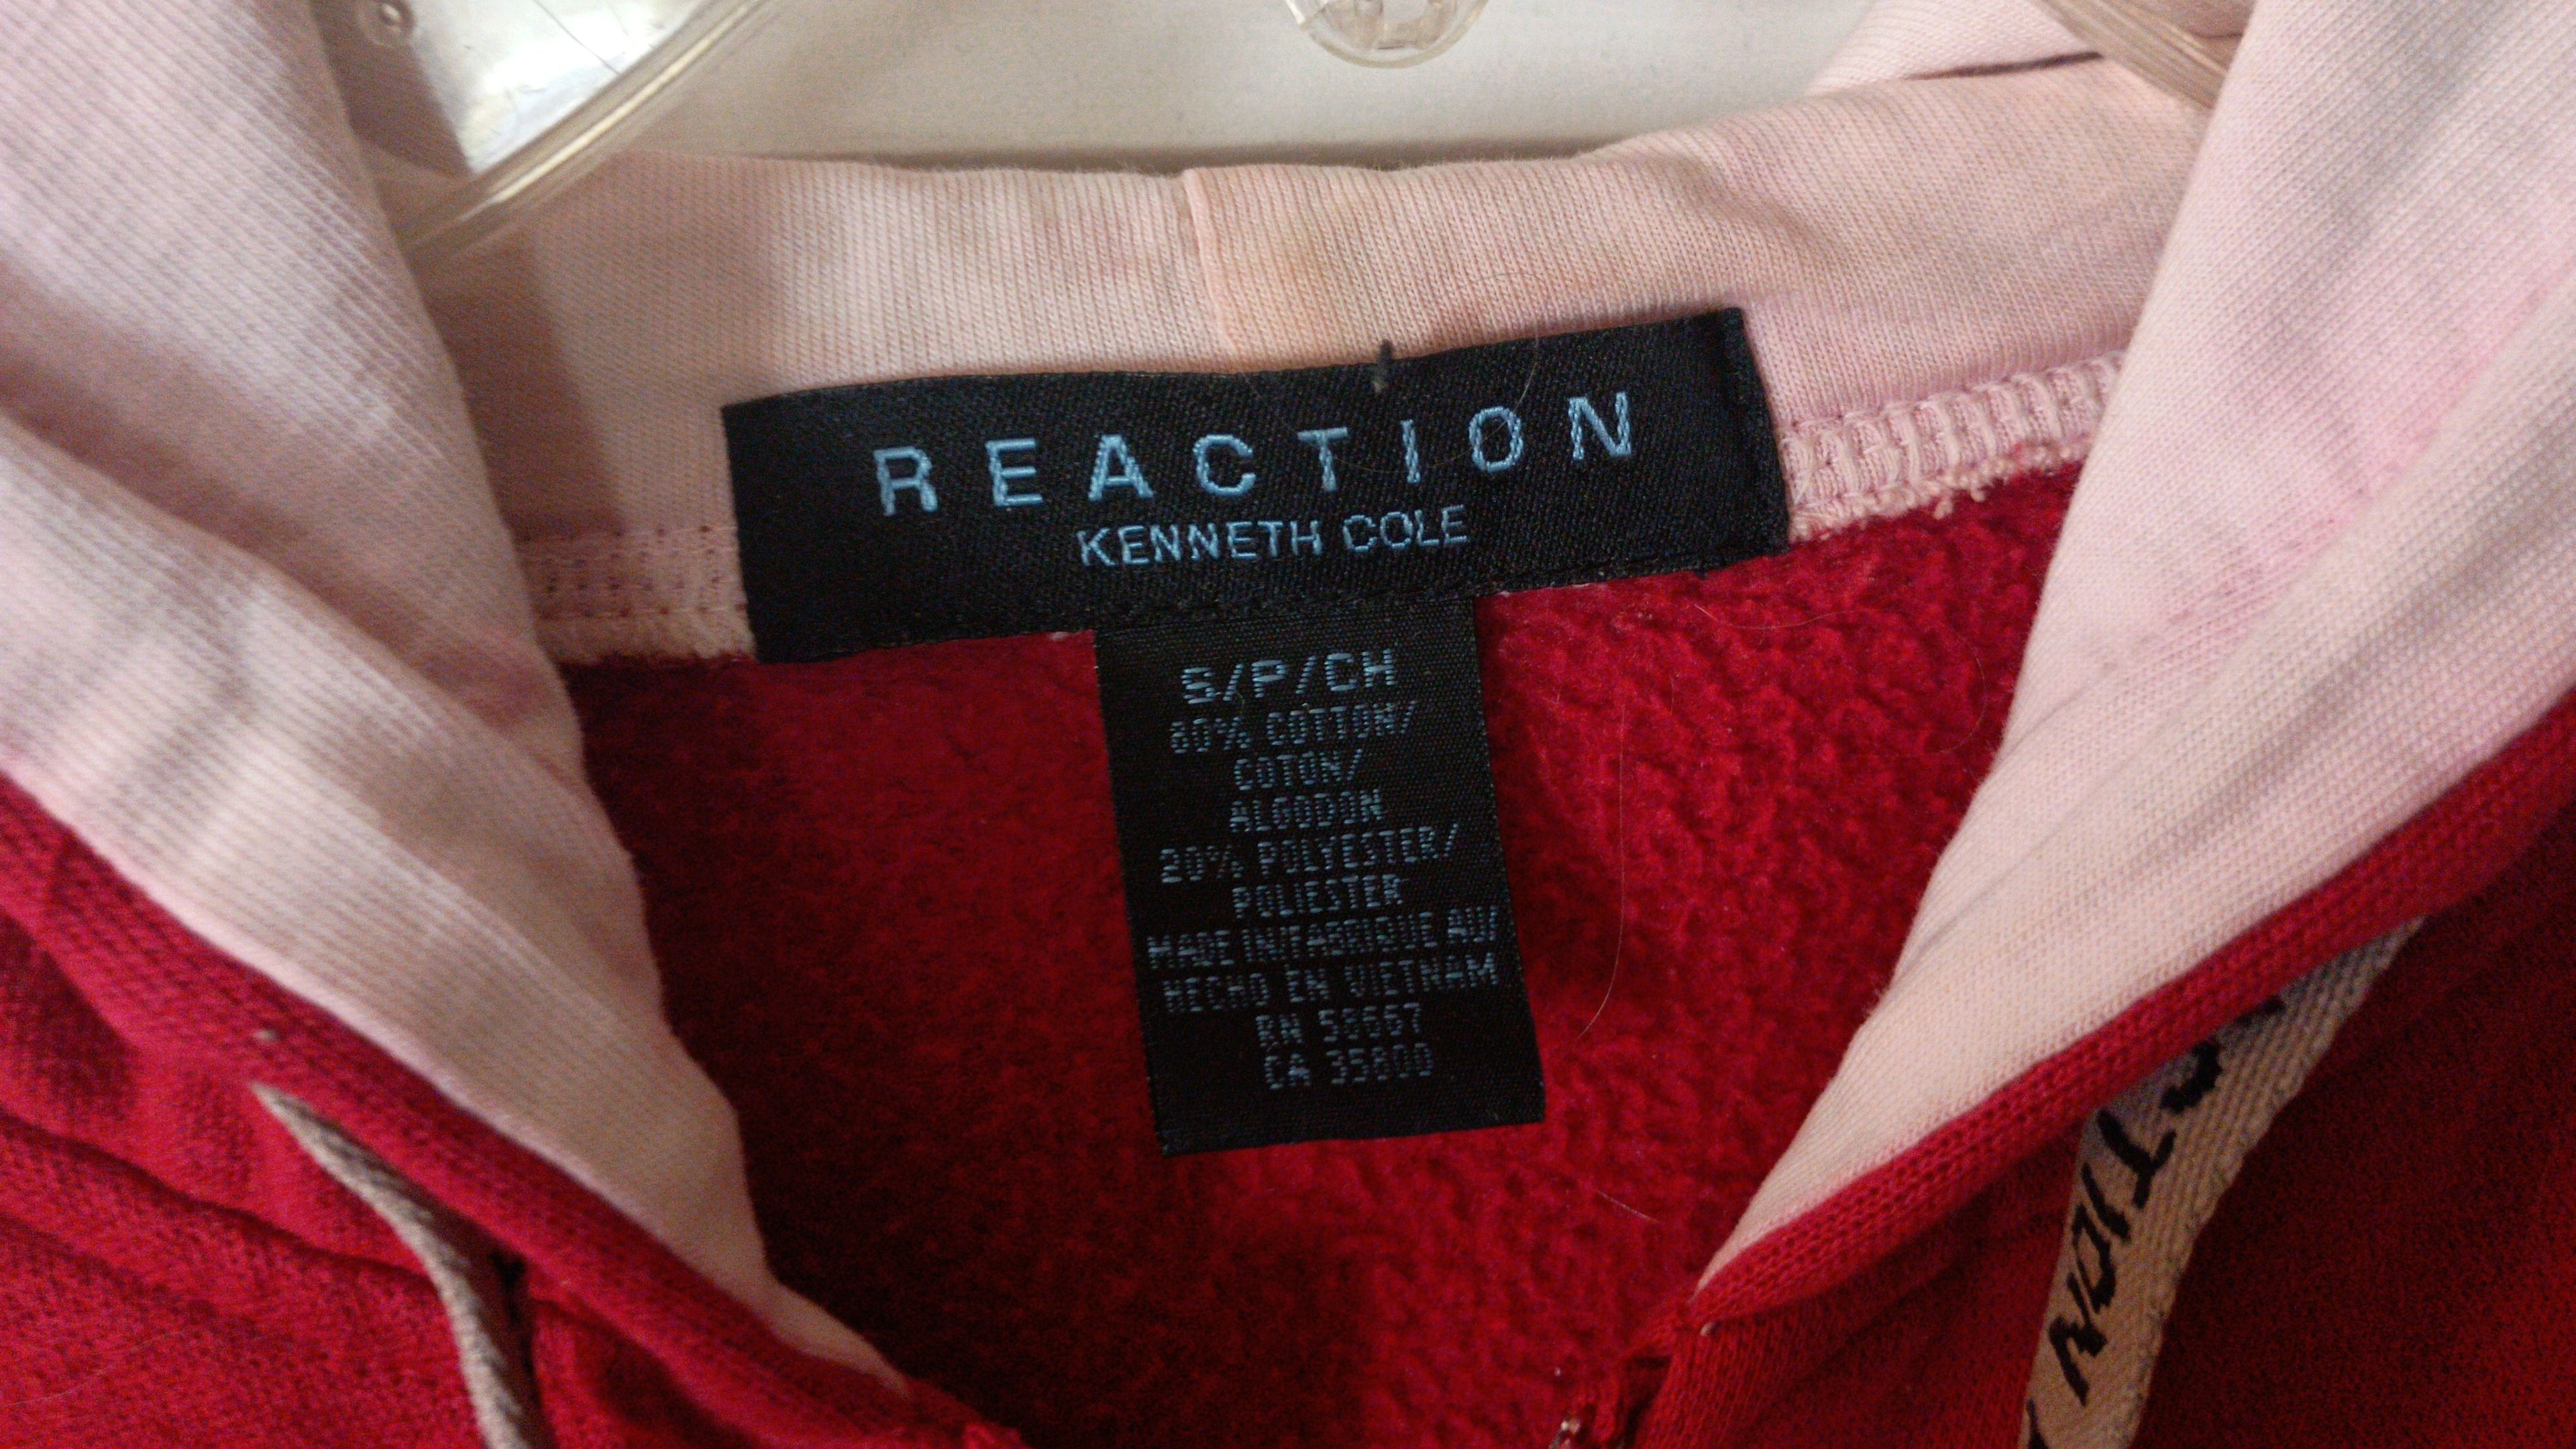 REACTION
KENNETH COLE
S/P/CH
80% COTTON/
COTON/
ALGODON
20% POLYESTER/
POLIESTER
MADE IN/FABRIQUE AU/
HECHO EN VIETNAM
RN 58667
CA 35800
CTION